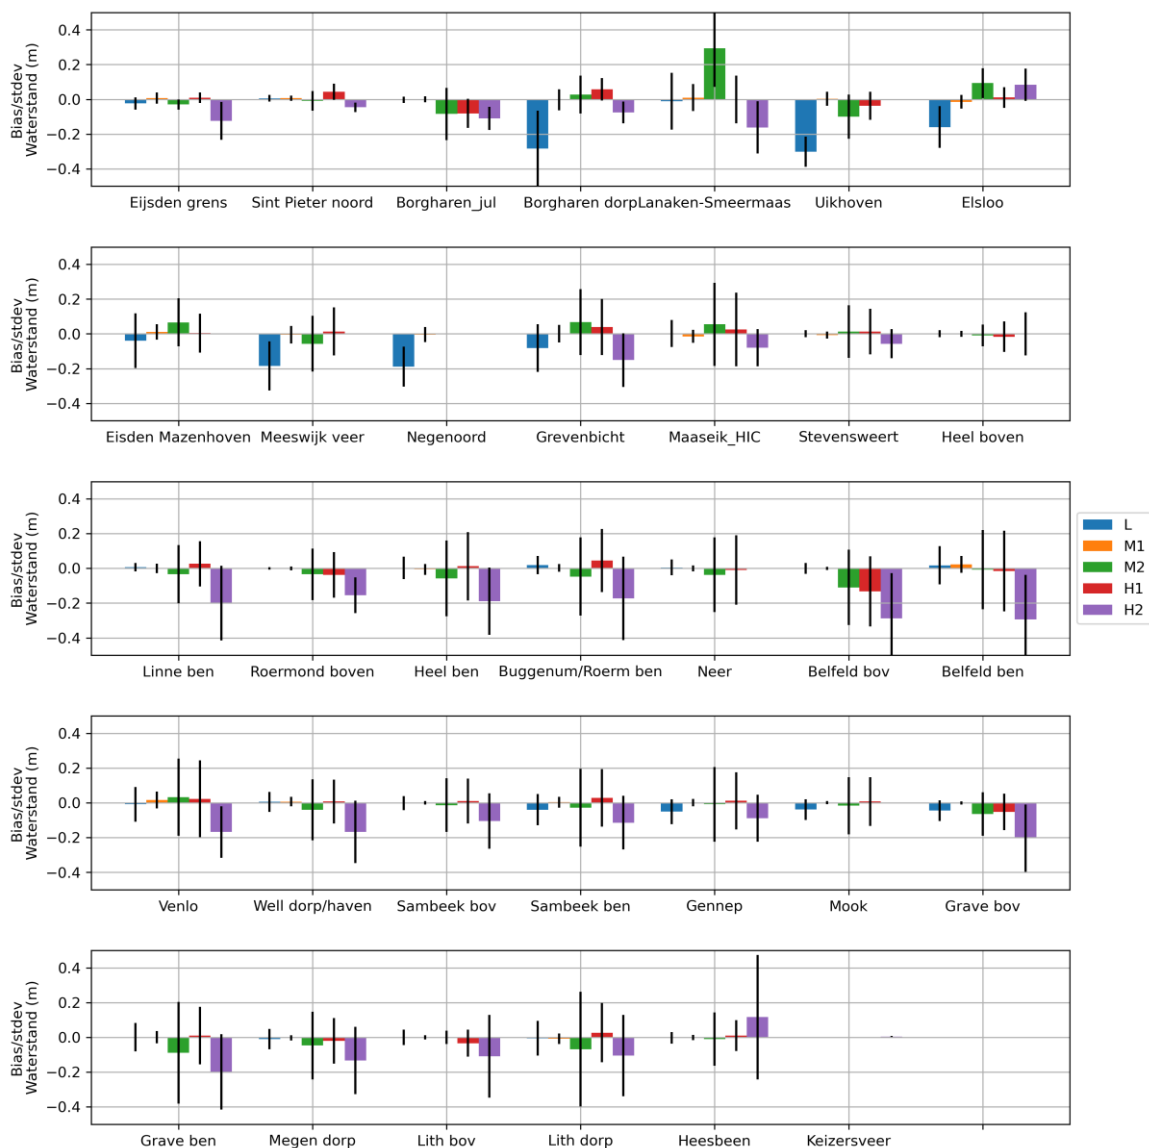 Bias/stdev
Waterstand (m)
0.4
0.2
0.0
−0.2
−0.4
Eijsden grens Sint Pieter noord Borgharen_jul Borgharen dorp Lanaken-Smeermaas Uikhoven Elsloo
Bias/stdev
Waterstand (m)
0.4
0.2
0.0
−0.2
−0.4
Eisden Mazenhoven Meeswijk veer Negenoord Grevenbicht Maaseik_HIC Stevensweert Heel boven
Bias/stdev
Waterstand (m)
0.4
0.2
0.0
−0.2
−0.4
Linne ben Roermond boven Heel ben Buggenum/Roerm ben Neer Belfeld bov Belfeld ben
L
M1
M2
H1
H2
Bias/stdev
Waterstand (m)
0.4
0.2
0.0
−0.2
−0.4
Venlo Well dorp/haven Sambeek bov Sambeek ben Gennep Mook Grave bov
Bias/stdev
Waterstand (m)
0.4
0.2
0.0
−0.2
−0.4
Grave ben Megen dorp Lith bov Lith dorp Heesbeen Keizersveer